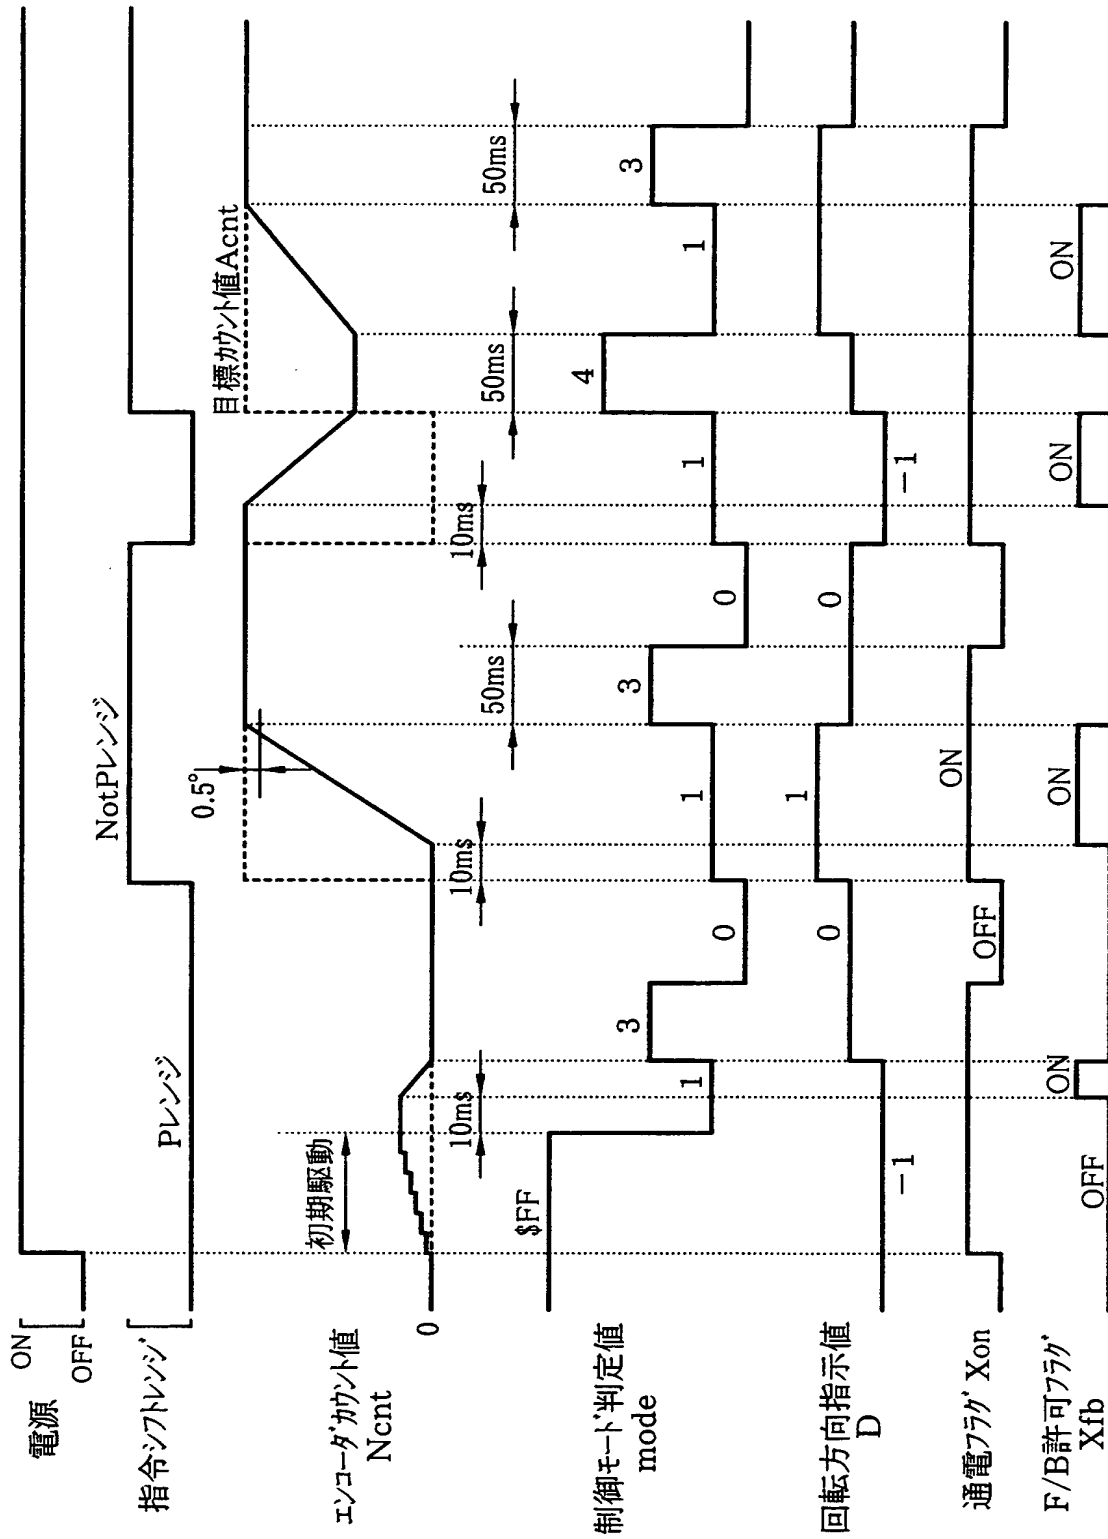 電源
ON
OFF
指令シフトレンジ
Pレンジ
NotPレンジ
エンコーダカウント値
Ncnt
0
初期駆動
10ms
10ms
0.5°
10ms
目標カウント値Acnt
50ms
50ms
50ms
制御モード判定値
mode
$FF
1
3
0
1
3
0
1
4
1
3
回転方向指示値
D
−1
0
1
0
−1
通電フラグ Xon
OFF
ON
F/B許可フラグ
Xfb
OFF
ON
ON
ON
ON